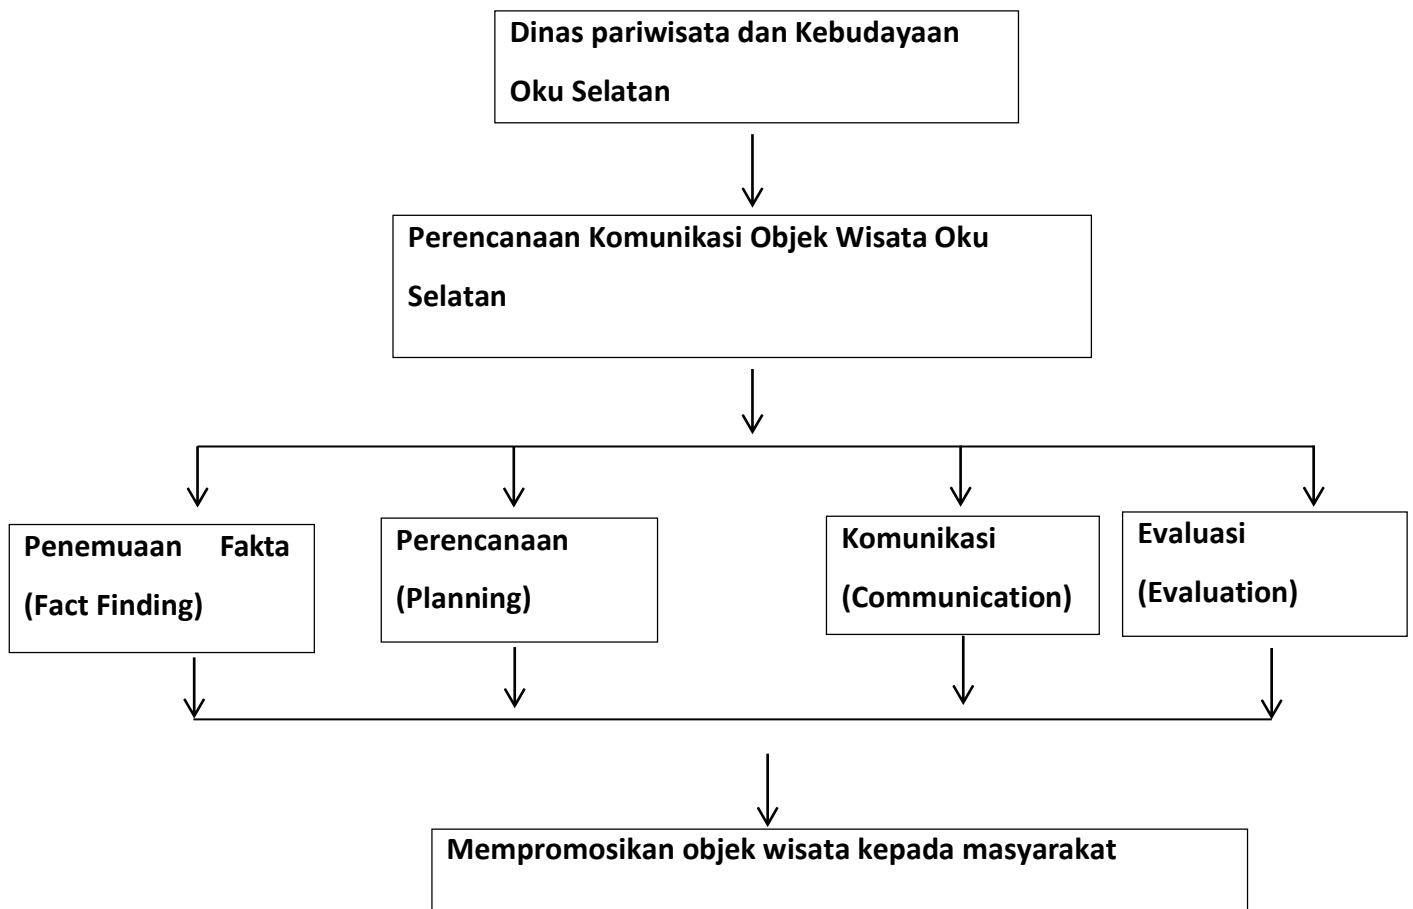 Dinas pariwisata dan Kebudayaan
Oku Selatan
Perencanaan Komunikasi Objek Wisata Oku
Selatan
Penemuaan Fakta
(Fact Finding)
Perencanaan
(Planning)
Komunikasi
(Communication)
Evaluasi
(Evaluation)
Mempromosikan objek wisata kepada masyarakat